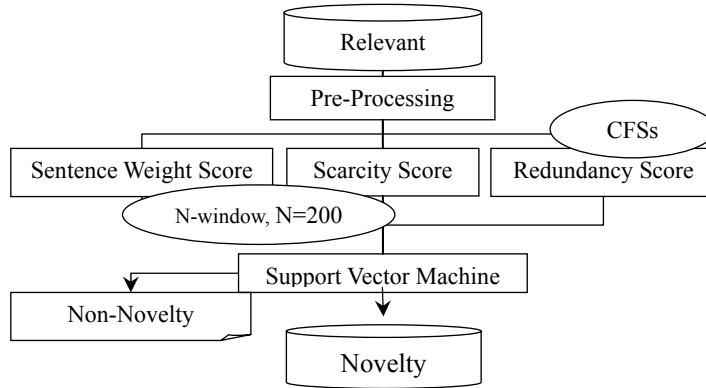 Relevant
Pre-Processing
CFSs
Sentence Weight Score
Scarcity Score
Redundancy Score
N-window, N=200
Support Vector Machine
Non-Novelty
Novelty